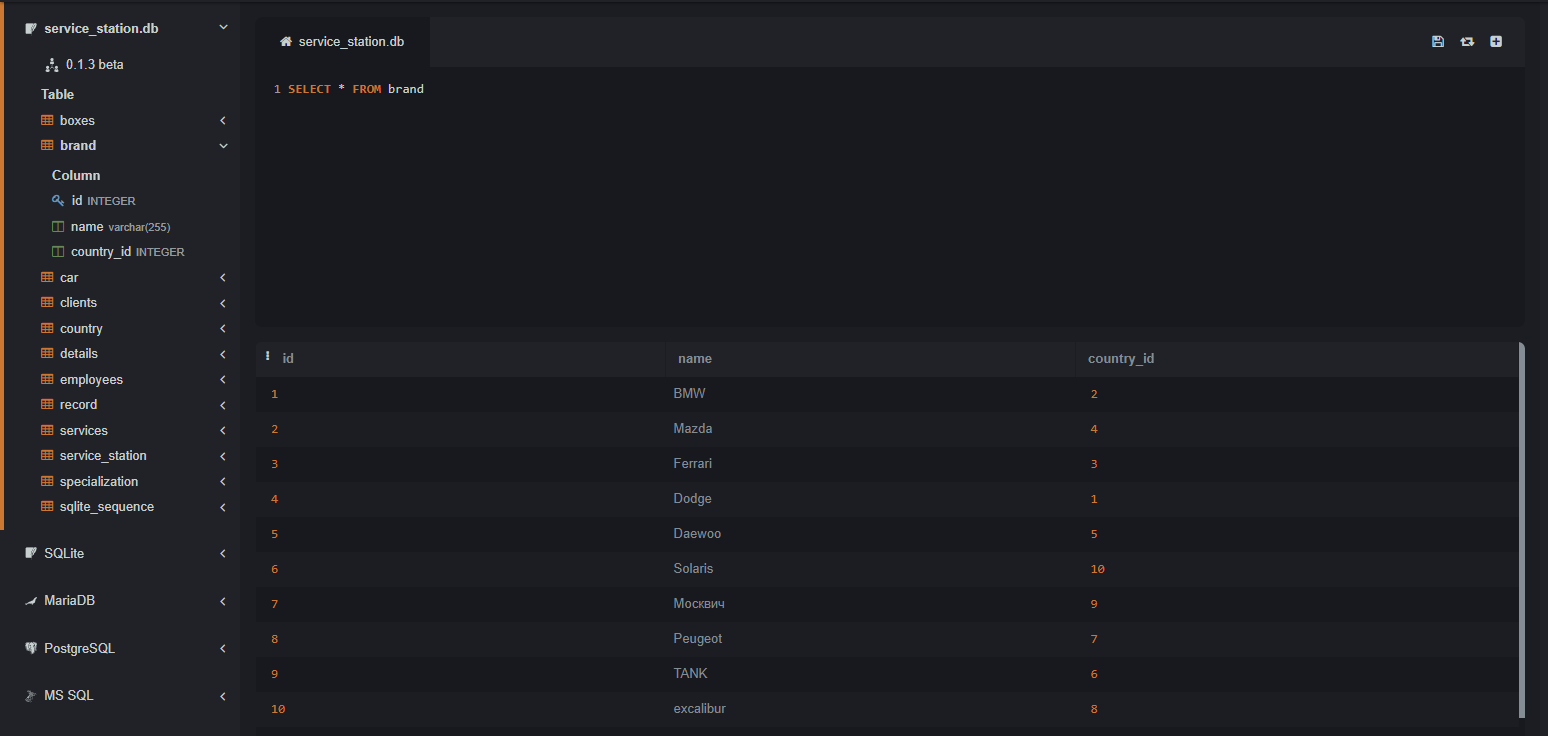 service_station.db
0.1.3 beta
Table
boxes
brand
Column
id INTEGER
name varchar(255)
country_id INTEGER
car
clients
country
details
employees
record
services
service_station
specialization
sqlite_sequence
SQLite
MariaDB
PostgreSQL
MS SQL
service_station.db
1 SELECT * FROM brand
id name country_id
1 BMW 2
2 Mazda 4
3 Ferrari 3
4 Dodge 1
5 Daewoo 5
6 Solaris 10
7 Москвич 9
8 Peugeot 7
9 TANK 6
10 excalibur 8